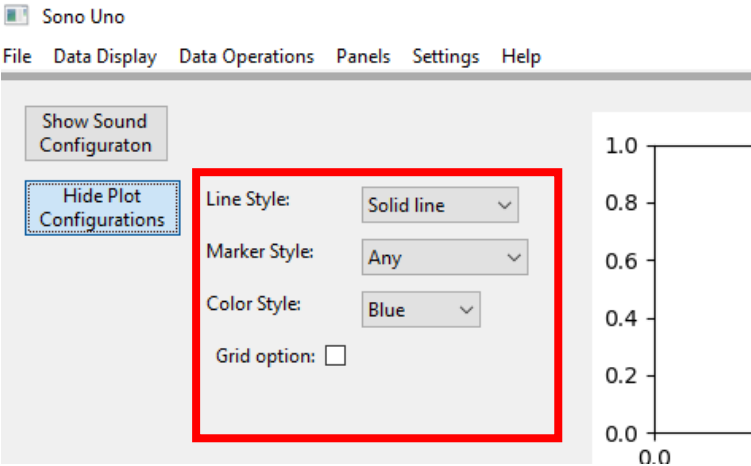 Sono Uno
File Data Display Data Operations Panels Settings Help
Show Sound
Configuraton
Hide Plot
Configurations
Line Style: Solid line
Marker Style: Any
Color Style: Blue
Grid option:
1.0
0.8
0.6
0.4
0.2
0.0
0.0